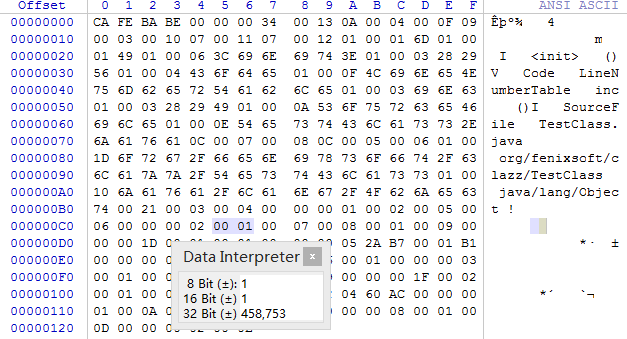 Offset 0 1 2 3 4 5 6 7 8 9 A B C D E F ANSI ASCII
00000000 CA FE BA BE 00 00 00 34 00 13 0A 00 04 00 0F 09 Êþº¾ 4
00000010 00 03 00 10 07 00 11 07 00 12 01 00 01 6D 01 00 m
00000020 01 49 01 00 06 3C 69 6E 69 74 3E 01 00 03 28 29 I <init> ()
00000030 56 01 00 04 43 6F 64 65 01 00 0F 4C 69 6E 65 4E V Code LineN
00000040 75 6D 62 65 72 54 61 62 6C 65 01 00 03 69 6E 63 umberTable inc
00000050 01 00 03 28 29 49 01 00 0A 53 6F 75 72 63 65 46 ()I SourceF
00000060 69 6C 65 01 00 0E 54 65 73 74 43 6C 61 73 73 2E ile TestClass.
00000070 6A 61 76 61 0C 00 07 00 08 0C 00 05 00 06 01 00 java
00000080 1D 6F 72 67 2F 66 65 6E 69 78 73 6F 66 74 2F 63 org/fenixsoft/c
00000090 6C 61 7A 7A 2F 54 65 73 74 43 6C 61 73 73 01 00 lazz/TestClass
000000A0 10 6A 61 76 61 2F 6C 61 6E 67 2F 4F 62 6A 65 63 java/lang/Objec
000000B0 74 00 21 00 03 00 04 00 00 00 01 00 02 00 05 00 t !
000000C0 06 00 00 00 02 00 01 00 07 00 08 00 01 00 09 00
000000D0 00 00 1D 05 2A B7 00 01 B1 *· ±
000000E0 00 00 00 00 01 00 00 00 03
000000F0 00 01 00 00 00 00 1F 00 02
00000100 00 01 00 04 60 AC 00 00 00 *´ `¬
00000110 01 00 0A 00 00 00 08 00 01 00
00000120 0D 00
Data Interpreter x
8 Bit (±): 1
16 Bit (±) 1
32 Bit (±) 458,753